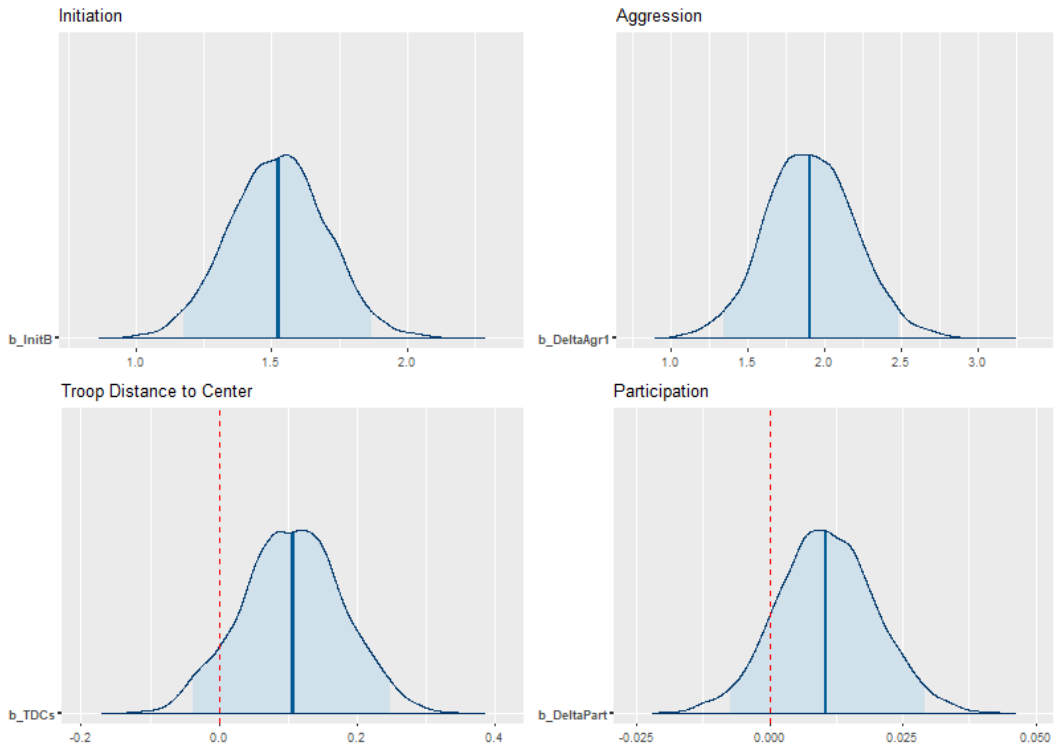 Initiation
b_InitB
1.0 1.5 2.0
Aggression
b_DeltaAgr1
1.0 1.5 2.0 2.5 3.0
Troop Distance to Center
b_TDCs
-0.2 0.0 0.2 0.4
Participation
b_DeltaPart
-0.025 0.000 0.025 0.050